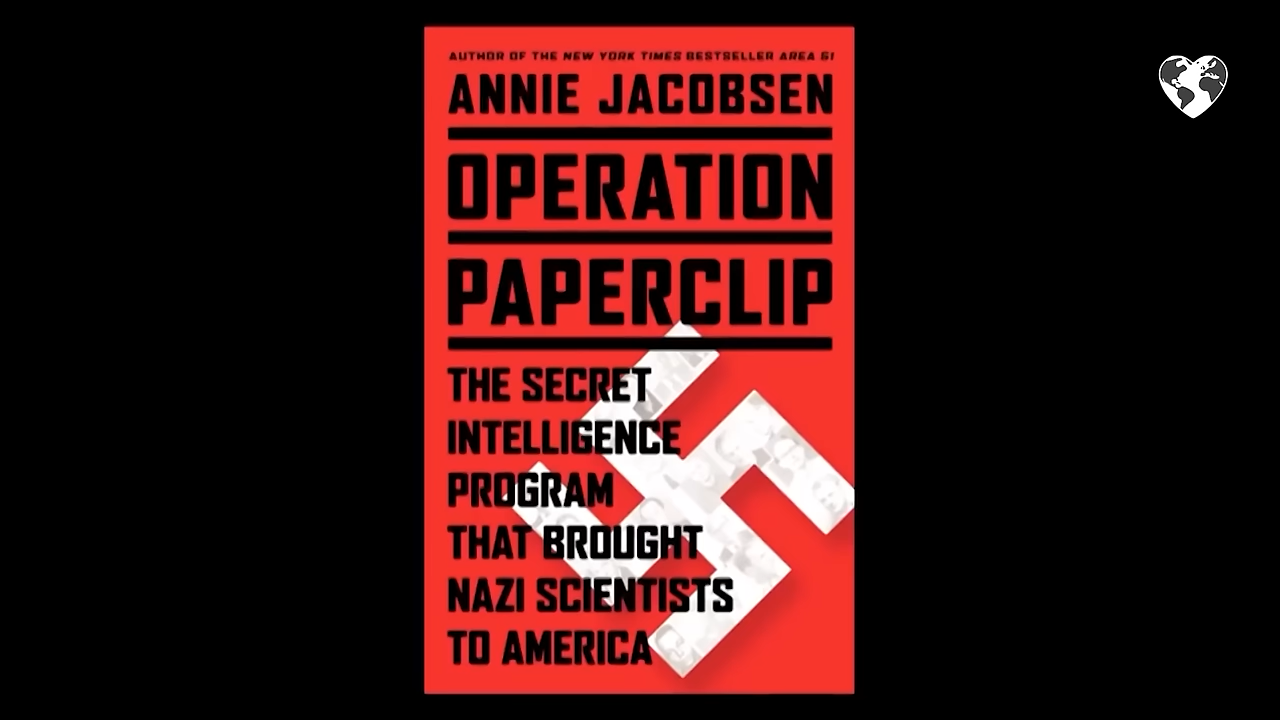 AUTHOR OF THE NEW YORK TIMES BESTSELLER AREA 51
ANNIE JACOBSEN
OPERATION
PAPERCLIP
THE SECRET
INTELLIGENCE
PROGRAM
THAT BROUGHT
NAZI SCIENTISTS
TO AMERICA